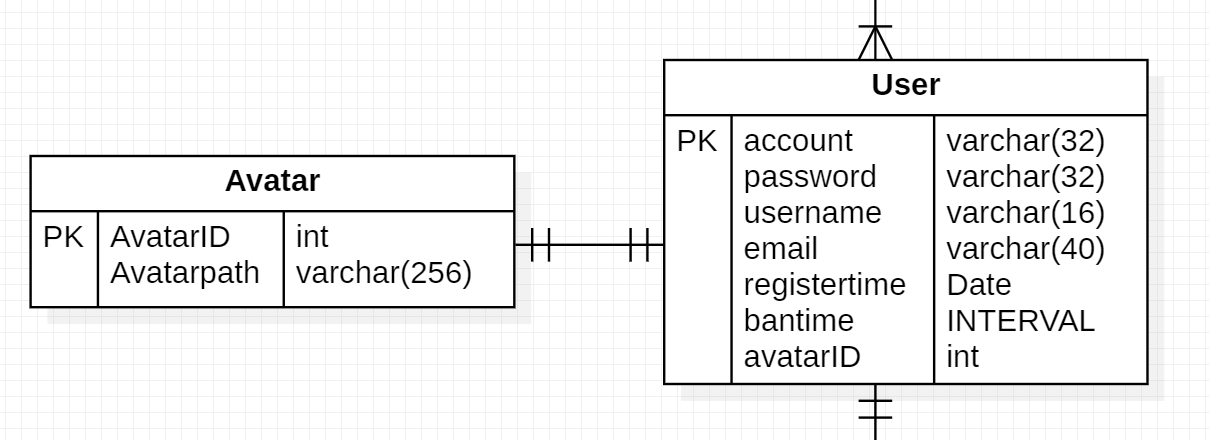 User
PK account varchar(32)
password varchar(32)
username varchar(16)
email varchar(40)
registertime Date
bantime INTERVAL
avatarID int
Avatar
PK AvatarID int
Avatarpath varchar(256)